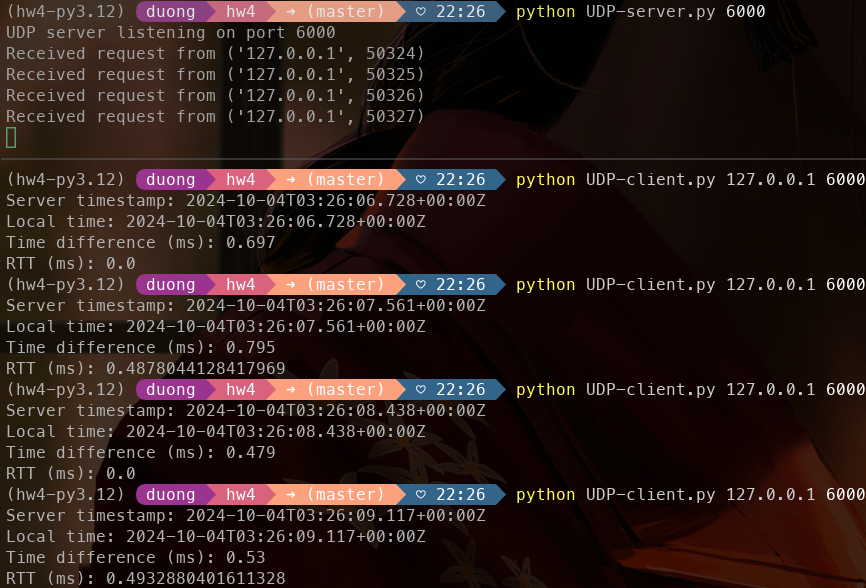 (hw4-py3.12) duong hw4 → (master) ♡ 22:26 python UDP-server.py 6000
UDP server listening on port 6000
Received request from ('127.0.0.1', 50324)
Received request from ('127.0.0.1', 50325)
Received request from ('127.0.0.1', 50326)
Received request from ('127.0.0.1', 50327)
(hw4-py3.12) duong hw4 → (master) ♡ 22:26 python UDP-client.py 127.0.0.1 6000
Server timestamp: 2024-10-04T03:26:06.728+00:00Z
Local time: 2024-10-04T03:26:06.728+00:00Z
Time difference (ms): 0.697
RTT (ms): 0.0
(hw4-py3.12) duong hw4 → (master) ♡ 22:26 python UDP-client.py 127.0.0.1 6000
Server timestamp: 2024-10-04T03:26:07.561+00:00Z
Local time: 2024-10-04T03:26:07.561+00:00Z
Time difference (ms): 0.795
RTT (ms): 0.4878044128417969
(hw4-py3.12) duong hw4 → (master) ♡ 22:26 python UDP-client.py 127.0.0.1 6000
Server timestamp: 2024-10-04T03:26:08.438+00:00Z
Local time: 2024-10-04T03:26:08.438+00:00Z
Time difference (ms): 0.479
RTT (ms): 0.0
(hw4-py3.12) duong hw4 → (master) ♡ 22:26 python UDP-client.py 127.0.0.1 6000
Server timestamp: 2024-10-04T03:26:09.117+00:00Z
Local time: 2024-10-04T03:26:09.117+00:00Z
Time difference (ms): 0.53
RTT (ms): 0.4932880401611328